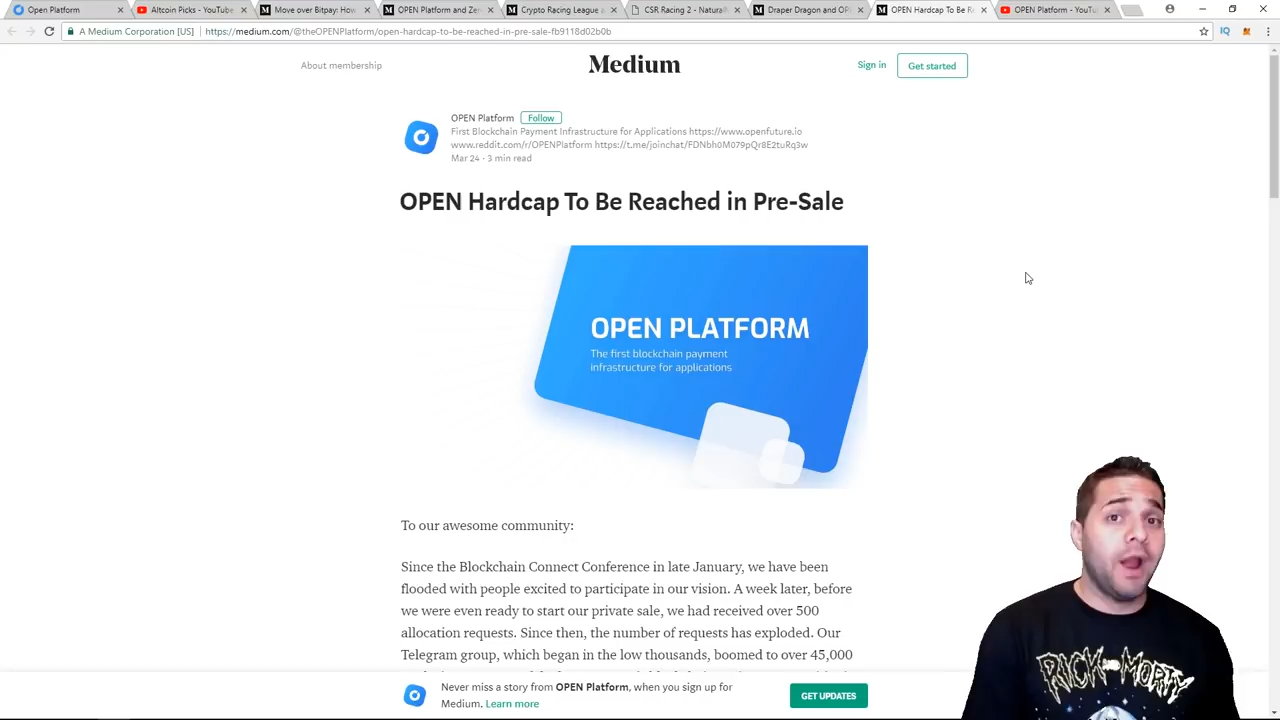 Open Platform
Altcoin Picks - YouTube
Move over Bitpay: How
OPEN Platform and Zen
Crypto Racing League a
CSR Racing 2 - Natural
Draper Dragon and O
OPEN Hardcap To Be R
OPEN Platform - YouTu
A Medium Corporation [US]
https://medium.com/@theOPENPlatform/open-hardcap-to-be-reached-in-pre-sale-fb9118d02b0b
About membership
Medium
Sign in
Get started
OPEN Platform
Follow
First Blockchain Payment Infrastructure for Applications https://www.openfuture.io
www.reddit.com/r/OPENPlatform https://t.me/joinchat/FDNbh0M079pQr8E2tuRq3w
Mar 24 · 3 min read
OPEN Hardcap To Be Reached in Pre-Sale
OPEN PLATFORM
The first blockchain payment
infrastructure for applications
To our awesome community:
Since the Blockchain Connect Conference in late January, we have been
flooded with people excited to participate in our vision. A week later, before
we were even ready to start our private sale, we had received over 500
allocation requests. Since then, the number of requests has exploded. Our
Telegram group, which began in the low thousands, boomed to over 45,000
Never miss a story from OPEN Platform, when you sign up for
Medium. Learn more
GET UPDATES
RICK AND MORTY